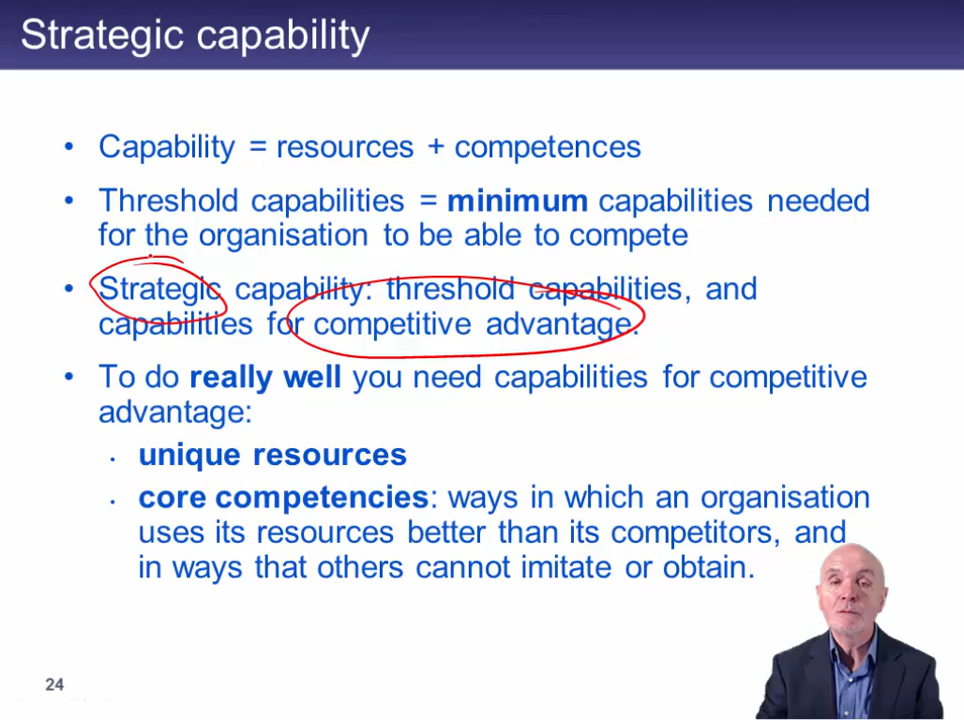 Strategic capability
• Capability = resources + competences
• Threshold capabilities = minimum capabilities needed
for the organisation to be able to compete
• Strategic capability: threshold capabilities, and
capabilities for competitive advantage.
• To do really well you need capabilities for competitive
advantage:
• unique resources
• core competencies: ways in which an organisation
uses its resources better than its competitors, and
in ways that others cannot imitate or obtain.
24